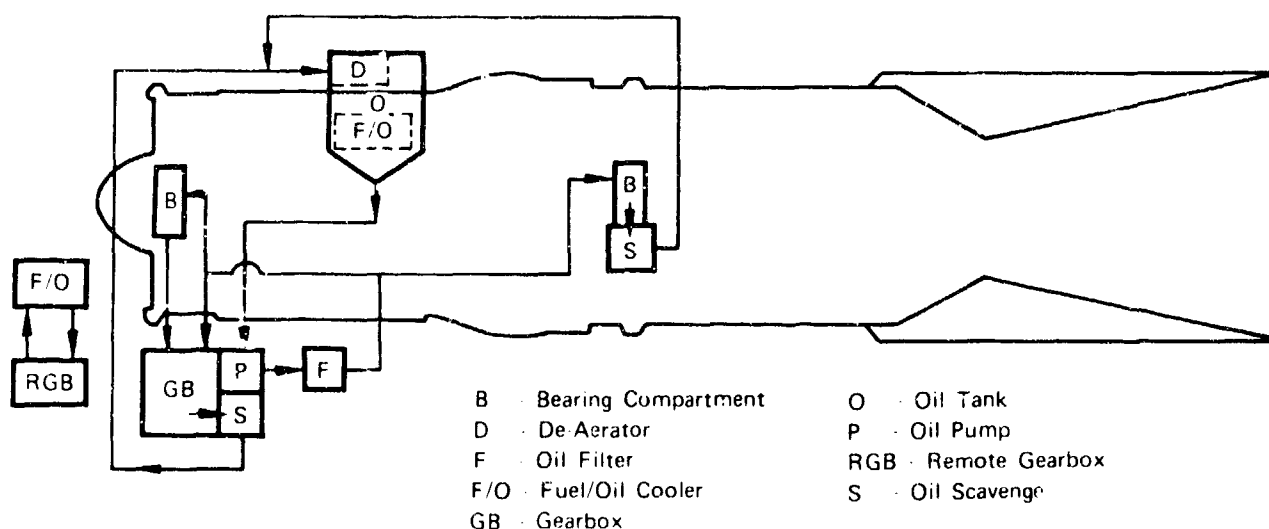 D
O
F/O
B
B
S
F/O
RGB
GB
P
F
S
B · Bearing Compartment
D · De-Aerator
F · Oil Filter
F/O · Fuel/Oil Cooler
GB · Gearbox
O · Oil Tank
P · Oil Pump
RGB · Remote Gearbox
S · Oil Scavenge